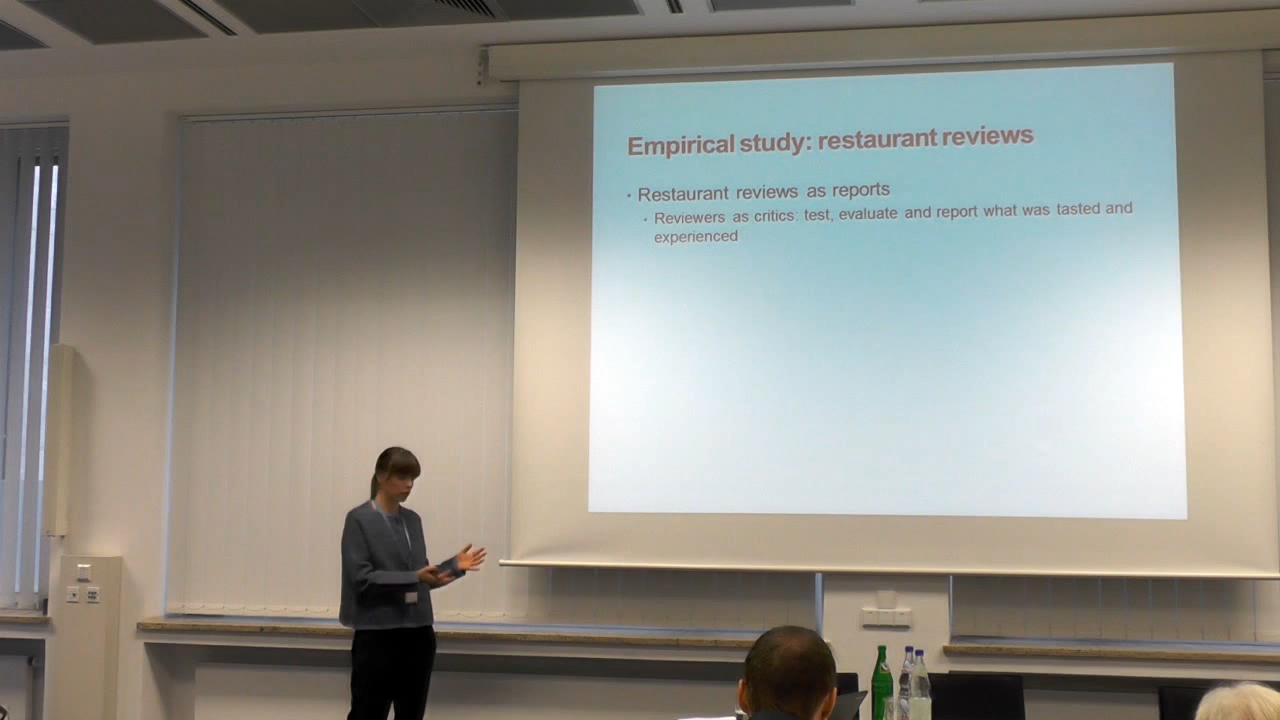 Empirical study: restaurant reviews
• Restaurant reviews as reports
• Reviewers as critics: test, evaluate and report what was tasted and
experienced